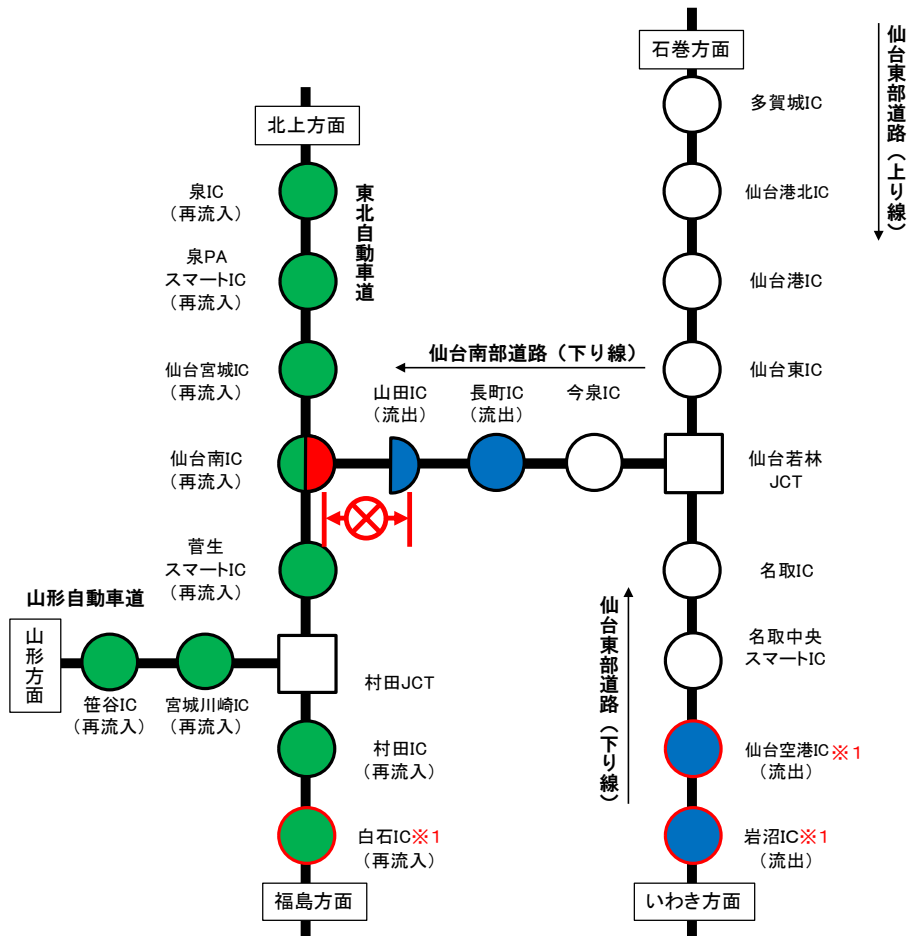 石巻方面
仙台東部道路(上り線)
多賀城IC
北上方面
東北自動車道
泉IC
(再流入)
仙台港北IC
泉PA
スマートIC
(再流入)
仙台港IC
仙台宮城IC
(再流入)
仙台南部道路(下り線)
仙台東IC
山田IC
(流出)
長町IC
(流出)
今泉IC
仙台南IC
(再流入)
仙台若林
JCT
菅生
スマートIC
(再流入)
名取IC
山形自動車道
仙台東部道路(下り線)
山形方面
名取中央
スマートIC
村田JCT
笹谷IC
(再流入)
宮城川崎IC
(再流入)
村田IC
(再流入)
仙台空港IC※1
(流出)
白石IC※1
(再流入)
岩沼IC※1
(流出)
福島方面
いわき方面